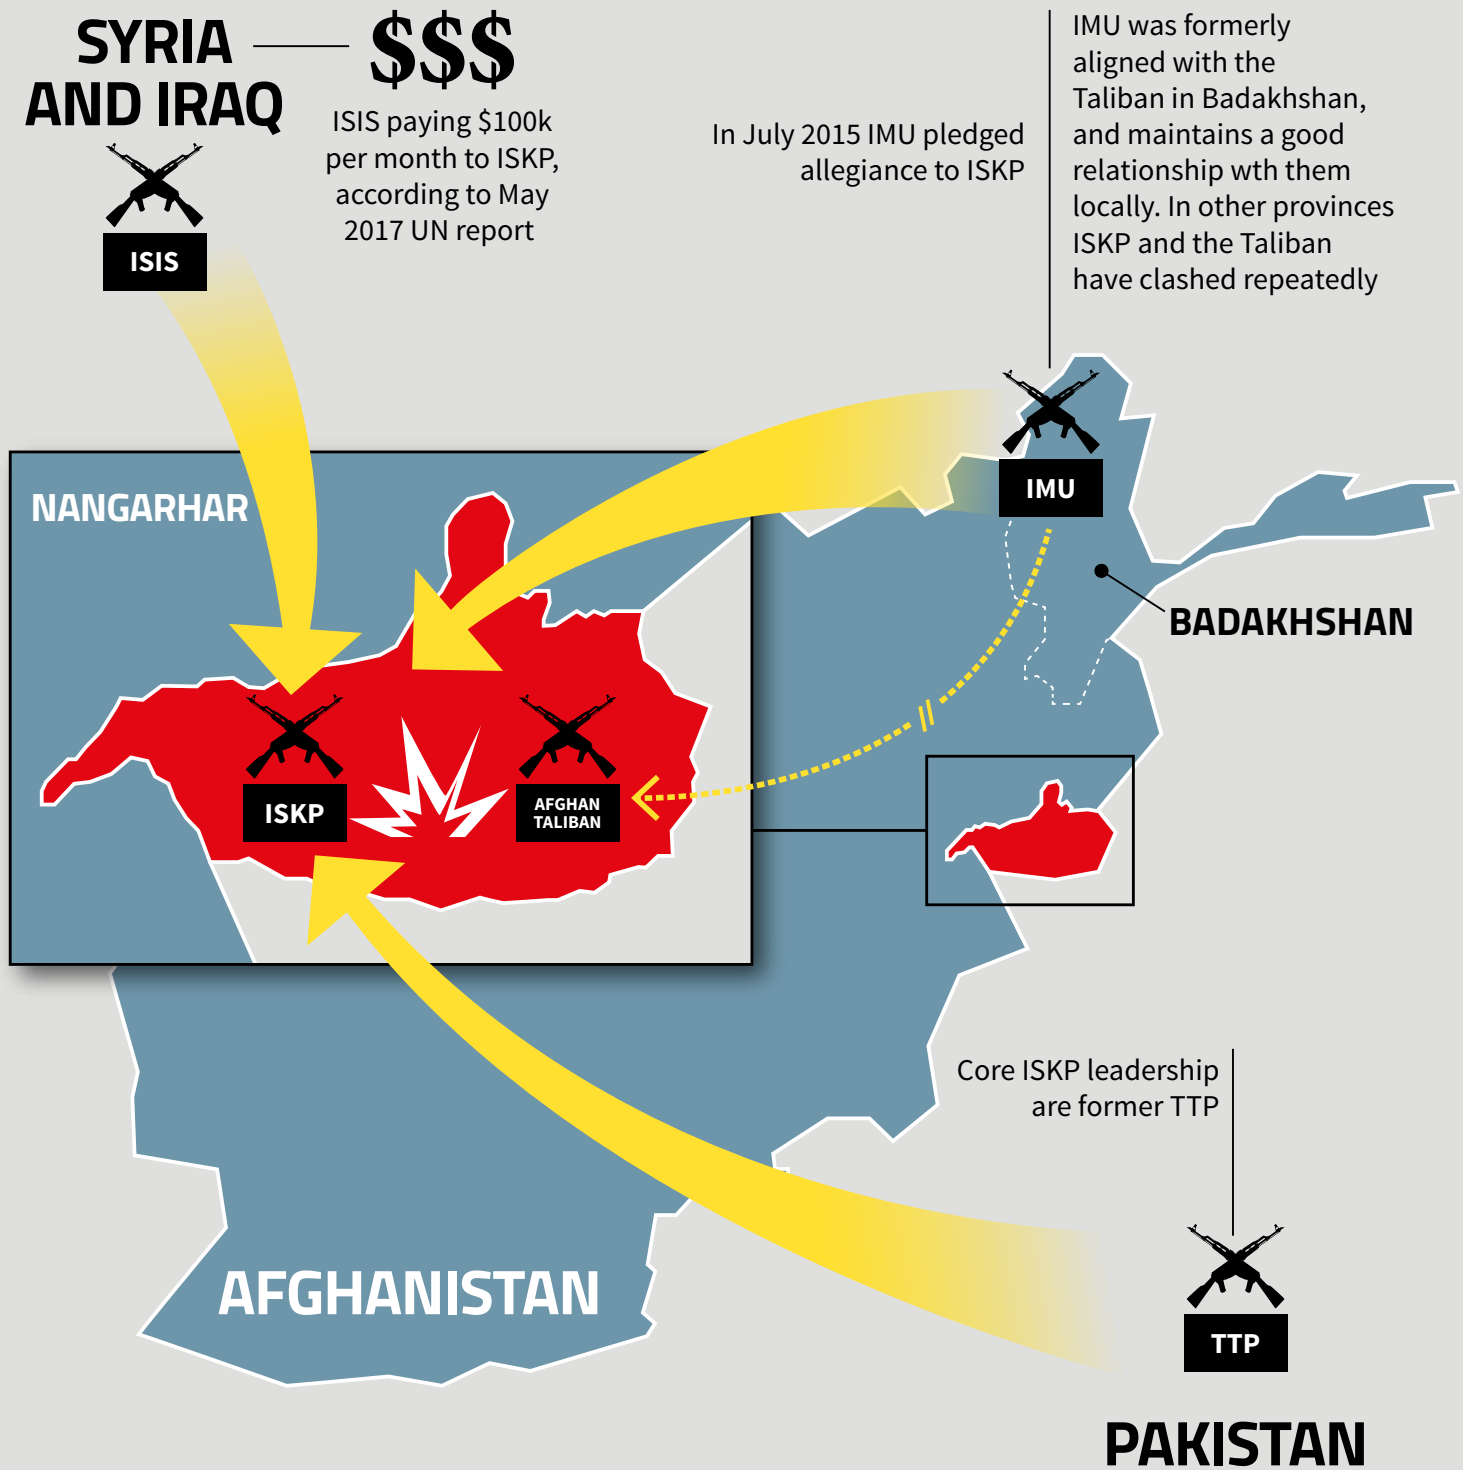 SYRIA
AND IRAQ
$$$
ISIS paying $100k
per month to ISKP,
according to May
2017 UN report
ISIS
In July 2015 IMU pledged
allegiance to ISKP
IMU was formerly
aligned with the
Taliban in Badakhshan,
and maintains a good
relationship wth them
locally. In other provinces
ISKP and the Taliban
have clashed repeatedly
IMU
NANGARHAR
BADAKHSHAN
ISKP
AFGHAN
TALIBAN
Core ISKP leadership
are former TTP
AFGHANISTAN
TTP
PAKISTAN